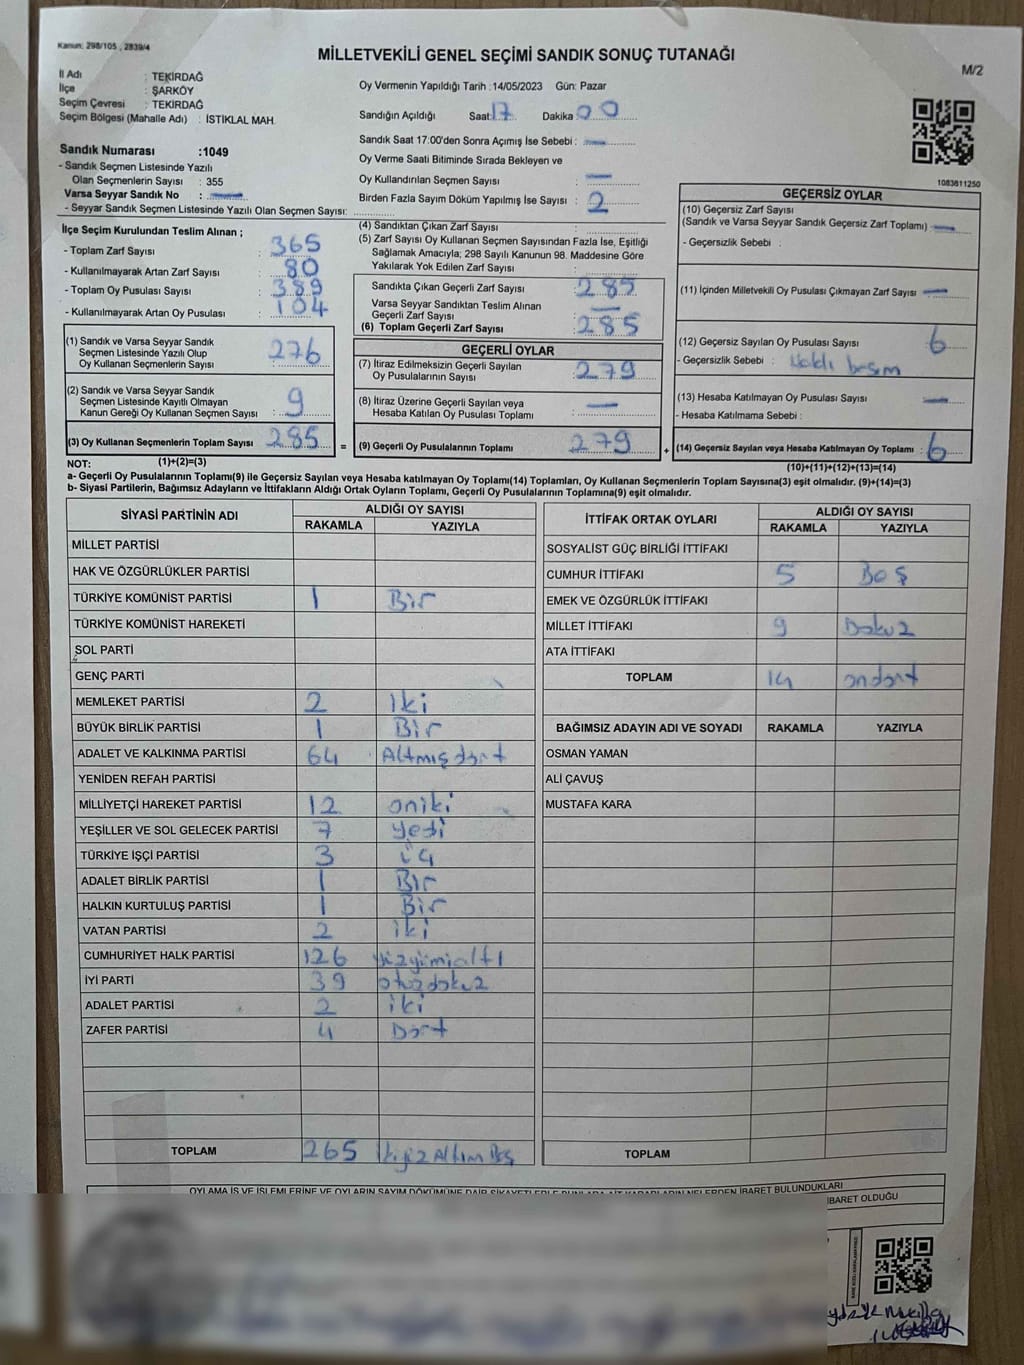 Kanun: 298/105 , 2839/4
MİLLETVEKİLİ GENEL SEÇİMİ SANDIK SONUÇ TUTANAĞI
M/2
İl Adı : TEKİRDAĞ
İlçe : ŞARKÖY
Seçim Çevresi : TEKİRDAĞ
Seçim Bölgesi (Mahalle Adı) : İSTİKLAL MAH.
Sandık Numarası :1049
- Sandık Seçmen Listesinde Yazılı
Olan Seçmenlerin Sayısı : 355
Varsa Seyyar Sandık No : —
- Seyyar Sandık Seçmen Listesinde Yazılı Olan Seçmen Sayısı:
Oy Vermenin Yapıldığı Tarih :14/05/2023 Gün: Pazar
Sandığın Açıldığı Saat: 17 Dakika 00
Sandık Saat 17:00'den Sonra Açımış İse Sebebi : —
Oy Verme Saati Bitiminde Sırada Bekleyen ve
Oy Kullandırılan Seçmen Sayısı : —
Birden Fazla Sayım Döküm Yapılmış İse Sayısı : 2
1083811250
İlçe Seçim Kurulundan Teslim Alınan ;
- Toplam Zarf Sayısı : 365
- Kullanılmayarak Artan Zarf Sayısı : 80
- Toplam Oy Pusulası Sayısı : 389
- Kullanılmayarak Artan Oy Pusulası : 104
(1) Sandık ve Varsa Seyyar Sandık
Seçmen Listesinde Yazılı Olup
Oy Kullanan Seçmenlerin Sayısı : 276
(2) Sandık ve Varsa Seyyar Sandık
Seçmen Listesinde Kayıtlı Olmayan
Kanun Gereği Oy Kullanan Seçmen Sayısı : 9
(3) Oy Kullanan Seçmenlerin Toplam Sayısı : 285
(1)+(2)=(3)
(4) Sandıktan Çıkan Zarf Sayısı :
(5) Zarf Sayısı Oy Kullanan Seçmen Sayısından Fazla İse, Eşitliği
Sağlamak Amacıyla; 298 Sayılı Kanunun 98. Maddesine Göre
Yakılarak Yok Edilen Zarf Sayısı :
Sandıkta Çıkan Geçerli Zarf Sayısı : 285
Varsa Seyyar Sandıktan Teslim Alınan
Geçerli Zarf Sayısı : —
(6) Toplam Geçerli Zarf Sayısı : 285
GEÇERLİ OYLAR
(7) İtiraz Edilmeksizin Geçerli Sayılan
Oy Pusulalarının Sayısı : 279
(8) İtiraz Üzerine Geçerli Sayılan veya
Hesaba Katılan Oy Pusulası Toplamı : —
= (9) Geçerli Oy Pusulalarının Toplamı : 279
GEÇERSİZ OYLAR
(10) Geçersiz Zarf Sayısı
(Sandık ve Varsa Seyyar Sandık Geçersiz Zarf Toplamı) —
- Geçersizlik Sebebi :
(11) İçinden Milletvekili Oy Pusulası Çıkmayan Zarf Sayısı : —
(12) Geçersiz Sayılan Oy Pusulası Sayısı : 6
- Geçersizlik Sebebi :
(13) Hesaba Katılmayan Oy Pusulası Sayısı : —
- Hesaba Katılmama Sebebi :
+ (14) Geçersiz Sayılan veya Hesaba Katılmayan Oy Toplamı : 6
(10)+(11)+(12)+(13)=(14)
NOT:
a- Geçerli Oy Pusulalarının Toplamı(9) ile Geçersiz Sayılan veya Hesaba katılmayan Oy Toplamı(14) Toplamları, Oy Kullanan Seçmenlerin Toplam Sayısına(3) eşit olmalıdır. (9)+(14)=(3)
b- Siyasi Partilerin, Bağımsız Adayların ve İttifakların Aldığı Ortak Oyların Toplamı, Geçerli Oy Pusulalarının Toplamına(9) eşit olmalıdır.
SİYASİ PARTİNİN ADI ALDIĞI OY SAYISI
RAKAMLA YAZIYLA
MİLLET PARTİSİ
HAK VE ÖZGÜRLÜKLER PARTİSİ
TÜRKİYE KOMÜNİST PARTİSİ 1 Bir
TÜRKİYE KOMÜNİST HAREKETİ
SOL PARTİ
GENÇ PARTİ
MEMLEKET PARTİSİ 2 İki
BÜYÜK BİRLİK PARTİSİ 1 Bir
ADALET VE KALKINMA PARTİSİ 64 Altmış dört
YENİDEN REFAH PARTİSİ
MİLLİYETÇİ HAREKET PARTİSİ 12 oniki
YEŞİLLER VE SOL GELECEK PARTİSİ 7 yedi
TÜRKİYE İŞÇİ PARTİSİ 3 üç
ADALET BİRLİK PARTİSİ 1 Bir
HALKIN KURTULUŞ PARTİSİ 1 Bir
VATAN PARTİSİ 2 iki
CUMHURİYET HALK PARTİSİ 126 yüzyirmialtı
İYİ PARTİ 39 otuzdokuz
ADALET PARTİSİ 2 iki
ZAFER PARTİSİ 4 Dört
TOPLAM 265 İkiyüz Altmış Beş
İTTİFAK ORTAK OYLARI ALDIĞI OY SAYISI
RAKAMLA YAZIYLA
SOSYALİST GÜÇ BİRLİĞİ İTTİFAKI
CUMHUR İTTİFAKI 5 Beş
EMEK VE ÖZGÜRLÜK İTTİFAKI
MİLLET İTTİFAKI 9 Dokuz
ATA İTTİFAKI
TOPLAM 14 ondört
BAĞIMSIZ ADAYIN ADI VE SOYADI RAKAMLA YAZIYLA
OSMAN YAMAN
ALİ ÇAVUŞ
MUSTAFA KARA
TOPLAM
OYLAMA İŞ VE İŞLEMLERİNE VE OYLARIN SAYIM DÖKÜMÜNE DAİR İBARET BULUNDUKLARI
İBARET OLDUĞU